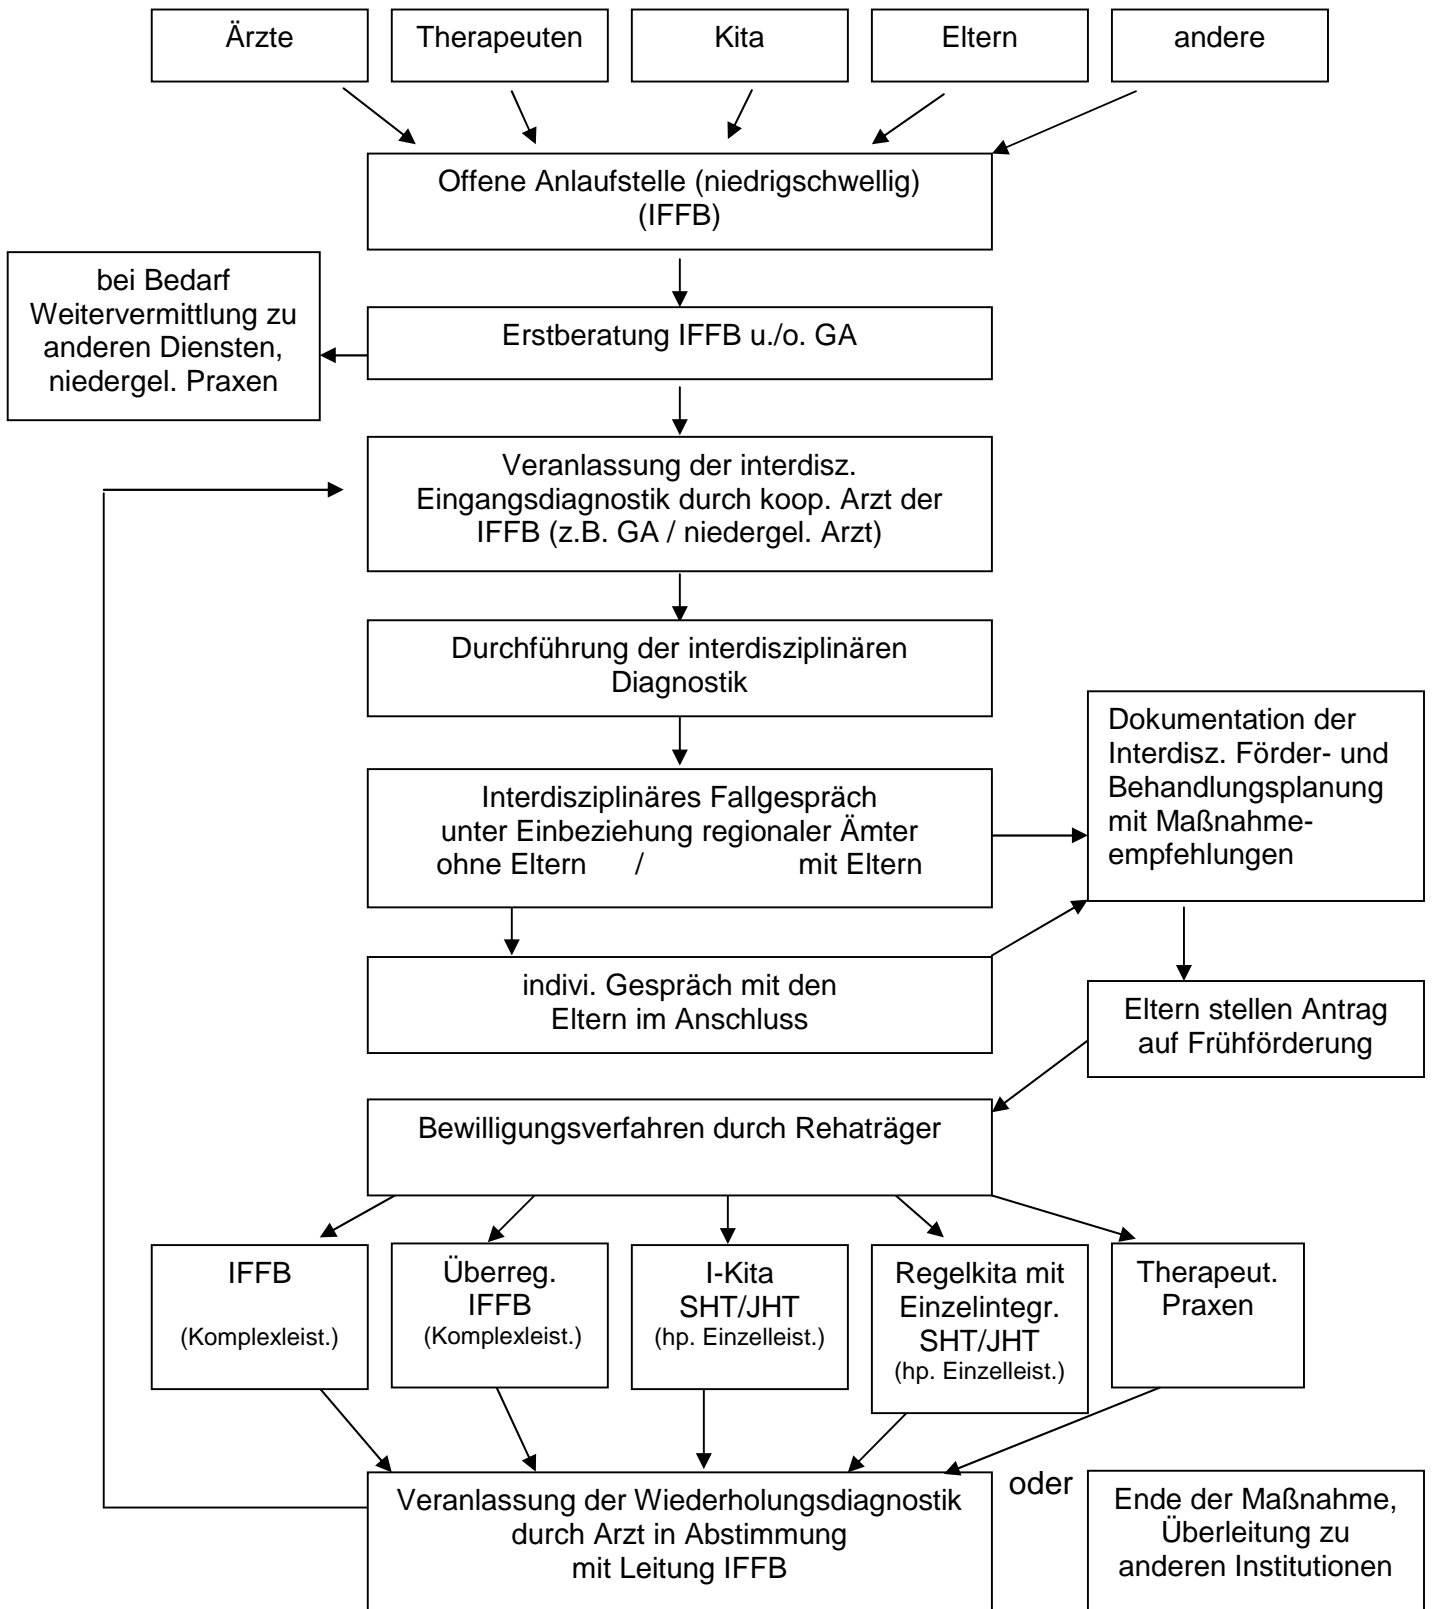 Ärzte
Therapeuten
Kita
Eltern
andere
Offene Anlaufstelle (niedrigschwellig)
(IFFB)
bei Bedarf
Weitervermittlung zu
anderen Diensten,
niedergel. Praxen
Erstberatung IFFB u./o. GA
Veranlassung der interdisz.
Eingangsdiagnostik durch koop. Arzt der
IFFB (z.B. GA / niedergel. Arzt)
Durchführung der interdisziplinären
Diagnostik
Interdisziplinäres Fallgespräch
unter Einbeziehung regionaler Ämter
ohne Eltern / mit Eltern
Dokumentation der
Interdisz. Förder- und
Behandlungsplanung
mit Maßnahme-
empfehlungen
indivi. Gespräch mit den
Eltern im Anschluss
Eltern stellen Antrag
auf Frühförderung
Bewilligungsverfahren durch Rehaträger
IFFB
(Komplexleist.)
Überreg.
IFFB
(Komplexleist.)
I-Kita
SHT/JHT
(hp. Einzelleist.)
Regelkita mit
Einzelintegr.
SHT/JHT
(hp. Einzelleist.)
Therapeut.
Praxen
Veranlassung der Wiederholungsdiagnostik
durch Arzt in Abstimmung
mit Leitung IFFB
oder
Ende der Maßnahme,
Überleitung zu
anderen Institutionen